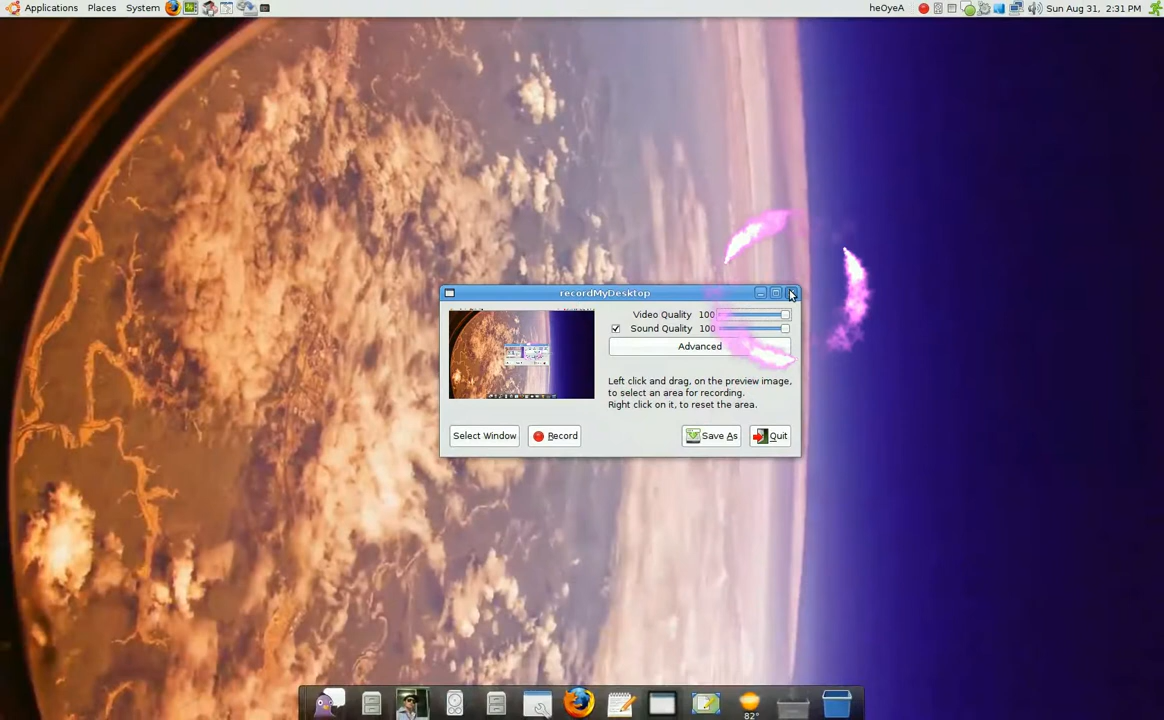 Applications Places System
heOyeA
Sun Aug 31, 2:31 PM
recordMyDesktop
Video Quality 100
Sound Quality 100
Advanced
Left click and drag, on the preview image,
to select an area for recording.
Right click on it, to reset the area.
Select Window
Record
Save As
Quit
82°